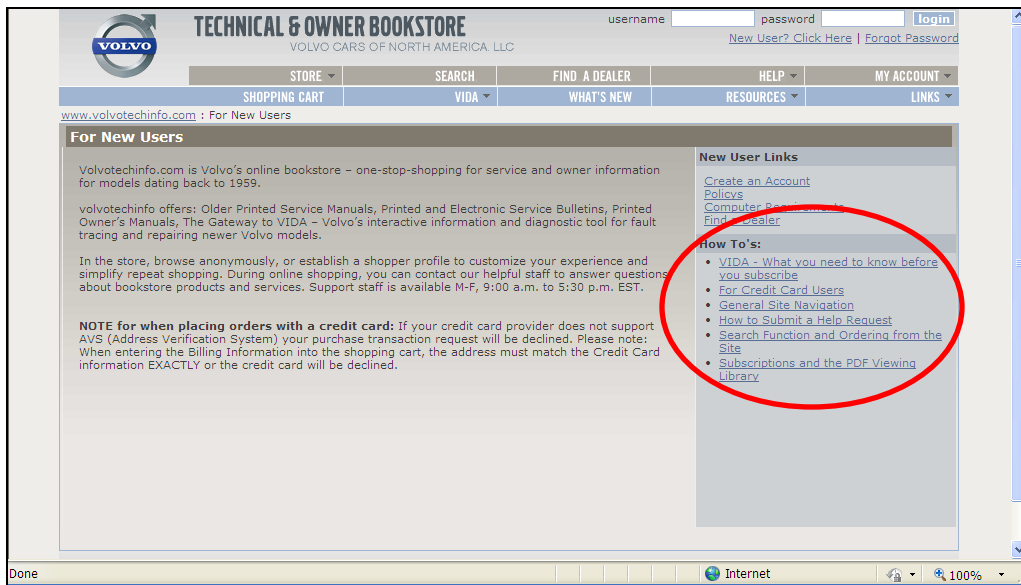 TECHNICAL & OWNER BOOKSTORE
VOLVO CARS OF NORTH AMERICA. LLC
VOLVO
username password login
New User? Click Here | Forgot Password
STORE SEARCH FIND A DEALER HELP MY ACCOUNT
SHOPPING CART VIDA WHAT'S NEW RESOURCES LINKS
www.volvotechinfo.com : For New Users
For New Users
Volvotechinfo.com is Volvo's online bookstore – one-stop-shopping for service and owner information
for models dating back to 1959.
volvotechinfo offers: Older Printed Service Manuals, Printed and Electronic Service Bulletins, Printed
Owner's Manuals, The Gateway to VIDA – Volvo's interactive information and diagnostic tool for fault
tracing and repairing newer Volvo models.
In the store, browse anonymously, or establish a shopper profile to customize your experience and
simplify repeat shopping. During online shopping, you can contact our helpful staff to answer questions
about bookstore products and services. Support staff is available M-F, 9:00 a.m. to 5:30 p.m. EST.
NOTE for when placing orders with a credit card: If your credit card provider does not support
AVS (Address Verification System) your purchase transaction request will be declined. Please note:
When entering the Billing Information into the shopping cart, the address must match the Credit Card
information EXACTLY or the credit card will be declined.
New User Links
Create an Account
Policys
Computer Requirements
Find a Dealer
How To's:
• VIDA - What you need to know before
you subscribe
• For Credit Card Users
• General Site Navigation
• How to Submit a Help Request
• Search Function and Ordering from the
Site
• Subscriptions and the PDF Viewing
Library
Done Internet 100%